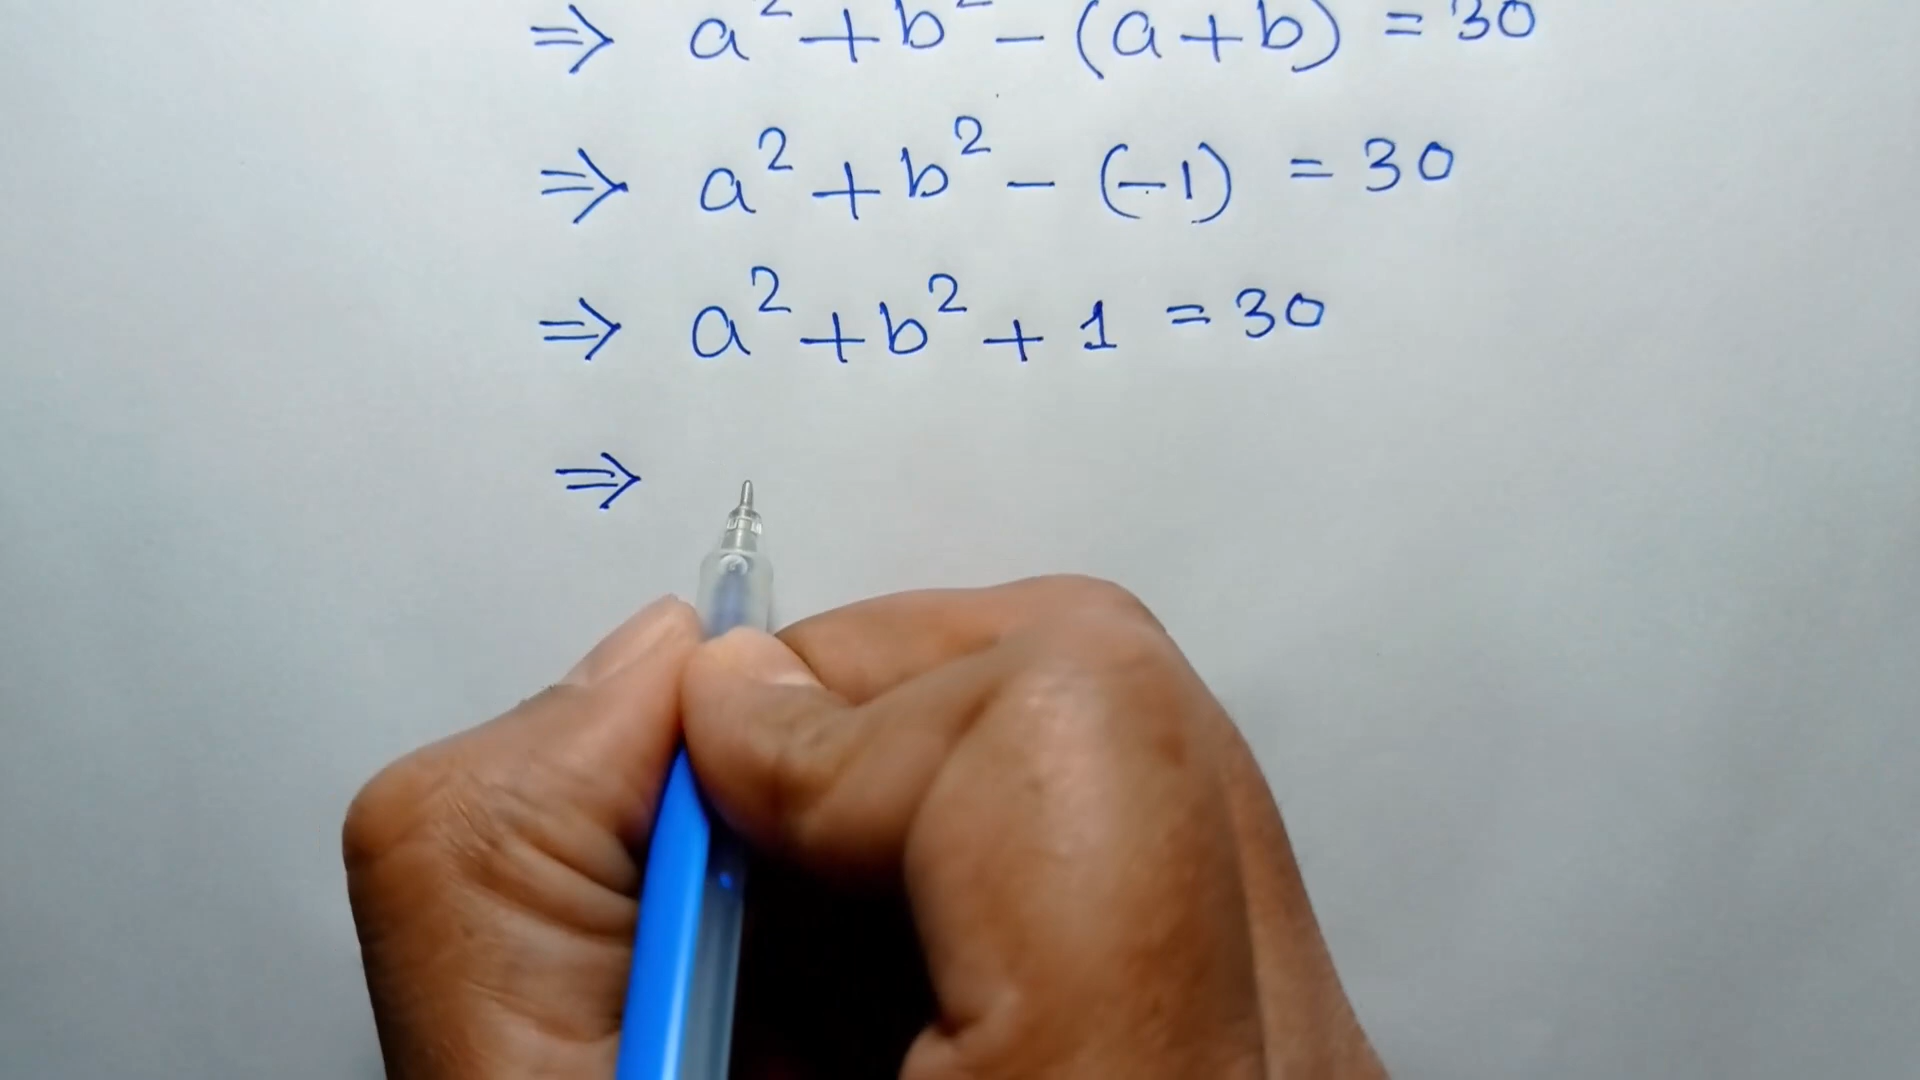 ⇒ a² + b² - (a + b) = 30
⇒ a² + b² - (-1) = 30
⇒ a² + b² + 1 = 30
⇒